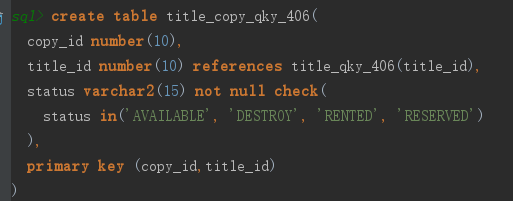 sql> create table title_copy_qky_406(
copy_id number(10),
title_id number(10) references title_qky_406(title_id),
status varchar2(15) not null check(
status in('AVAILABLE', 'DESTROY', 'RENTED', 'RESERVED')
),
primary key (copy_id,title_id)
)